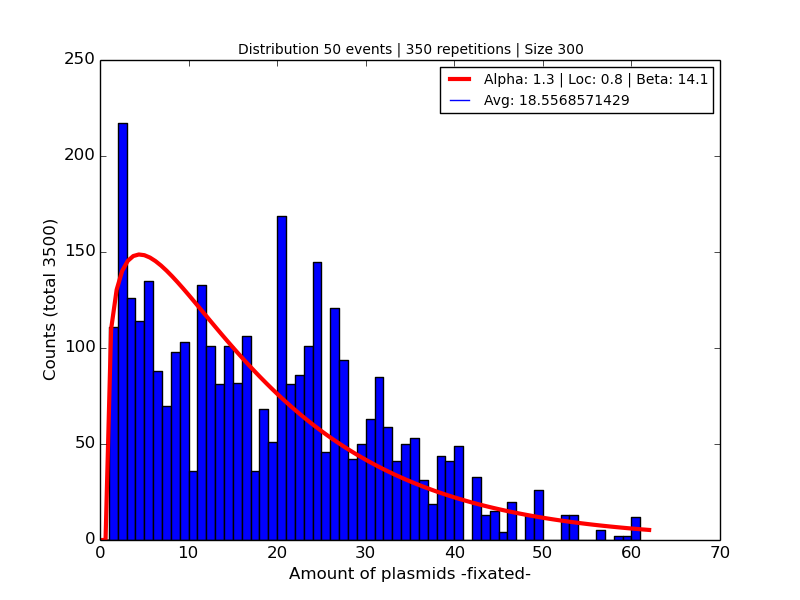 Distribution 50 events | 350 repetitions | Size 300
Alpha: 1.3 | Loc: 0.8 | Beta: 14.1
Avg: 18.5568571429
250
200
150
100
50
0
Counts (total 3500)
0 10 20 30 40 50 60 70
Amount of plasmids -fixated-